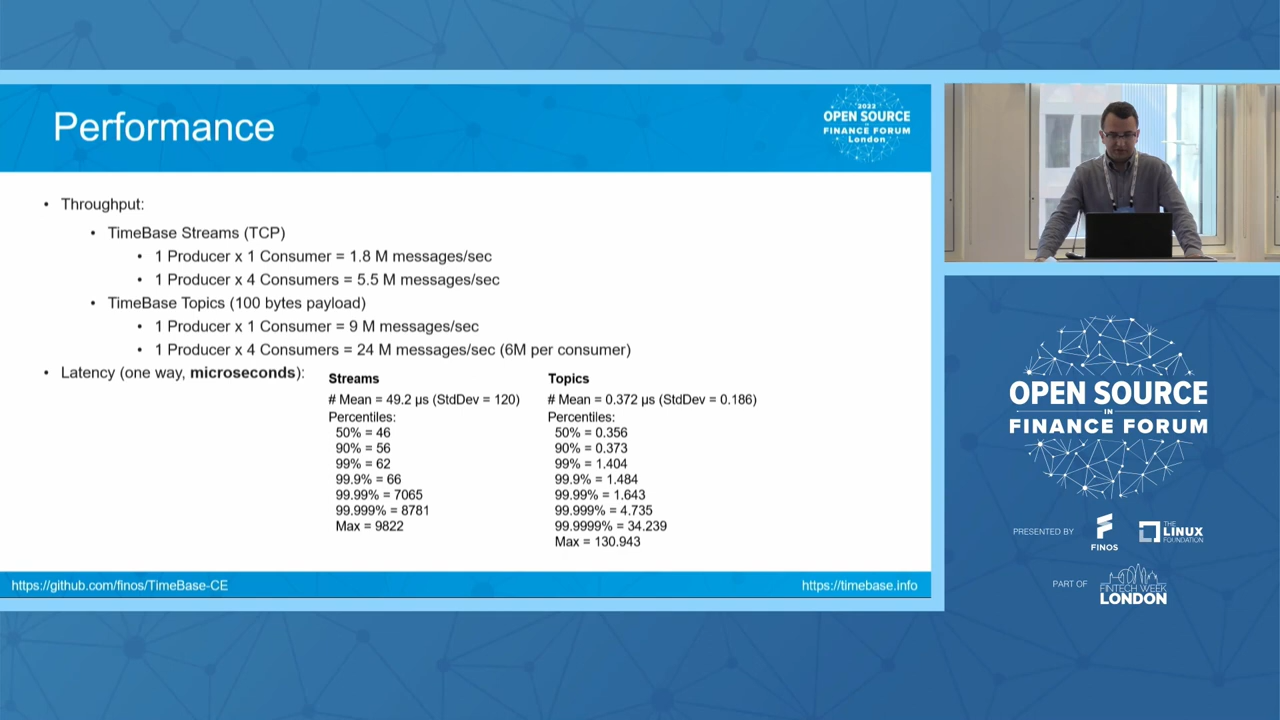 Performance
2022
OPEN SOURCE
IN
FINANCE FORUM
London
• Throughput:
• TimeBase Streams (TCP)
• 1 Producer x 1 Consumer = 1.8 M messages/sec
• 1 Producer x 4 Consumers = 5.5 M messages/sec
• TimeBase Topics (100 bytes payload)
• 1 Producer x 1 Consumer = 9 M messages/sec
• 1 Producer x 4 Consumers = 24 M messages/sec (6M per consumer)
• Latency (one way, microseconds):
Streams
# Mean = 49.2 µs (StdDev = 120)
Percentiles:
50% = 46
90% = 56
99% = 62
99.9% = 66
99.99% = 7065
99.999% = 8781
Max = 9822
Topics
# Mean = 0.372 µs (StdDev = 0.186)
Percentiles:
50% = 0.356
90% = 0.373
99% = 1.404
99.9% = 1.484
99.99% = 1.643
99.999% = 4.735
99.9999% = 34.239
Max = 130.943
https://github.com/finos/TimeBase-CE
https://timebase.info
OPEN SOURCE
IN
FINANCE FORUM
PRESENTED BY
FINOS
THE
LINUX
FOUNDATION
PART OF
FINTECH WEEK
LONDON